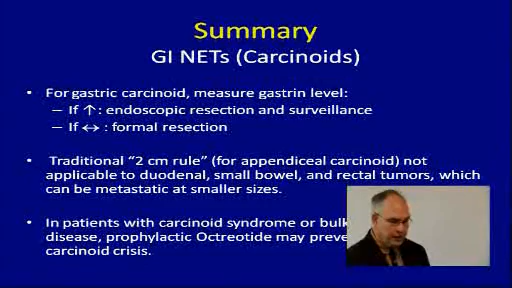 Summary
GI NETs (Carcinoids)
• For gastric carcinoid, measure gastrin level:
– If ↑: endoscopic resection and surveillance
– If ↔ : formal resection
• Traditional “2 cm rule” (for appendiceal carcinoid) not
applicable to duodenal, small bowel, and rectal tumors, which
can be metastatic at smaller sizes.
• In patients with carcinoid syndrome or bulk
disease, prophylactic Octreotide may preve
carcinoid crisis.